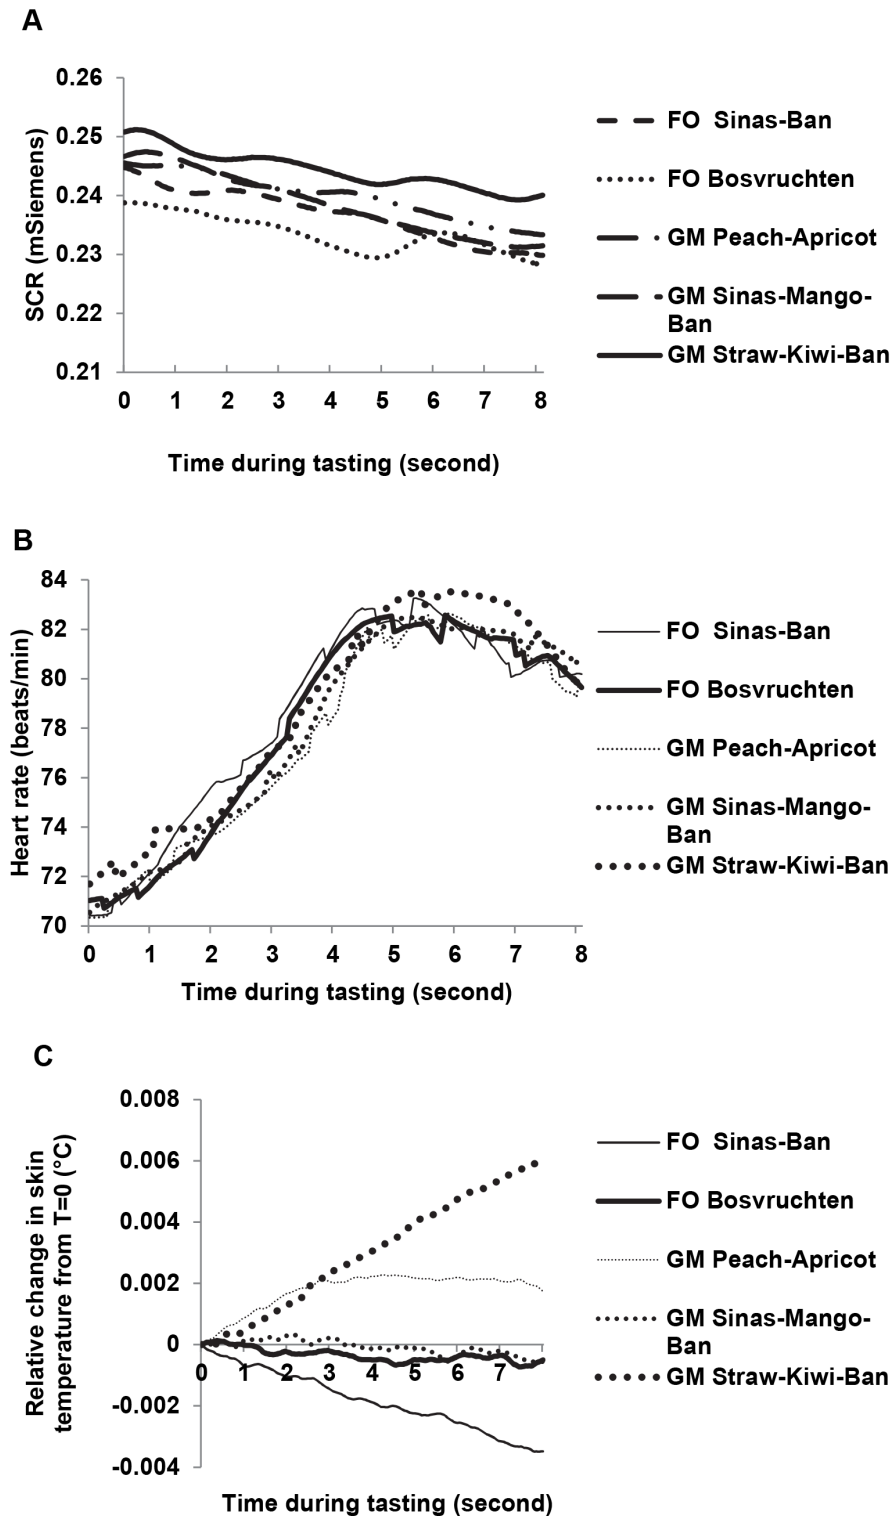 A
0.26
0.25
0.24
0.23
0.22
0.21
SCR (mSiemens)
0 1 2 3 4 5 6 7 8
Time during tasting (second)
FO Sinas-Ban
FO Bosvruchten
GM Peach-Apricot
GM Sinas-Mango-
Ban
GM Straw-Kiwi-Ban
B
84
82
80
78
76
74
72
70
Heart rate (beats/min)
0 1 2 3 4 5 6 7 8
Time during tasting (second)
FO Sinas-Ban
FO Bosvruchten
GM Peach-Apricot
GM Sinas-Mango-
Ban
GM Straw-Kiwi-Ban
C
0.008
0.006
0.004
0.002
0
-0.002
-0.004
Relative change in skin
temperature from T=0 (°C)
0 1 2 3 4 5 6 7 8
Time during tasting (second)
FO Sinas-Ban
FO Bosvruchten
GM Peach-Apricot
GM Sinas-Mango-
Ban
GM Straw-Kiwi-Ban